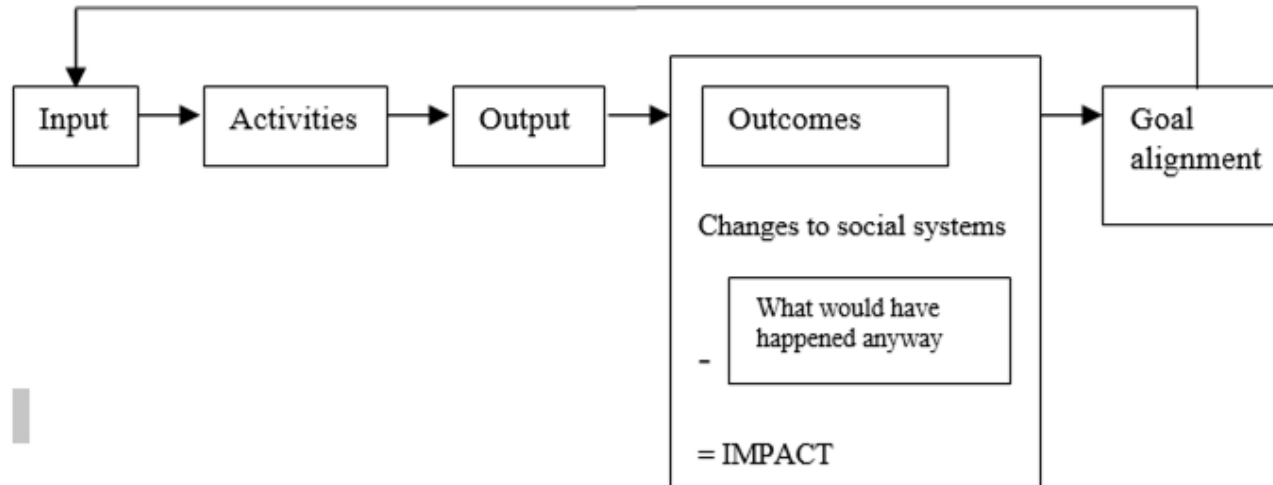 Input
Activities
Output
Outcomes
Changes to social systems
What would have
happened anyway
-
= IMPACT
Goal
alignment